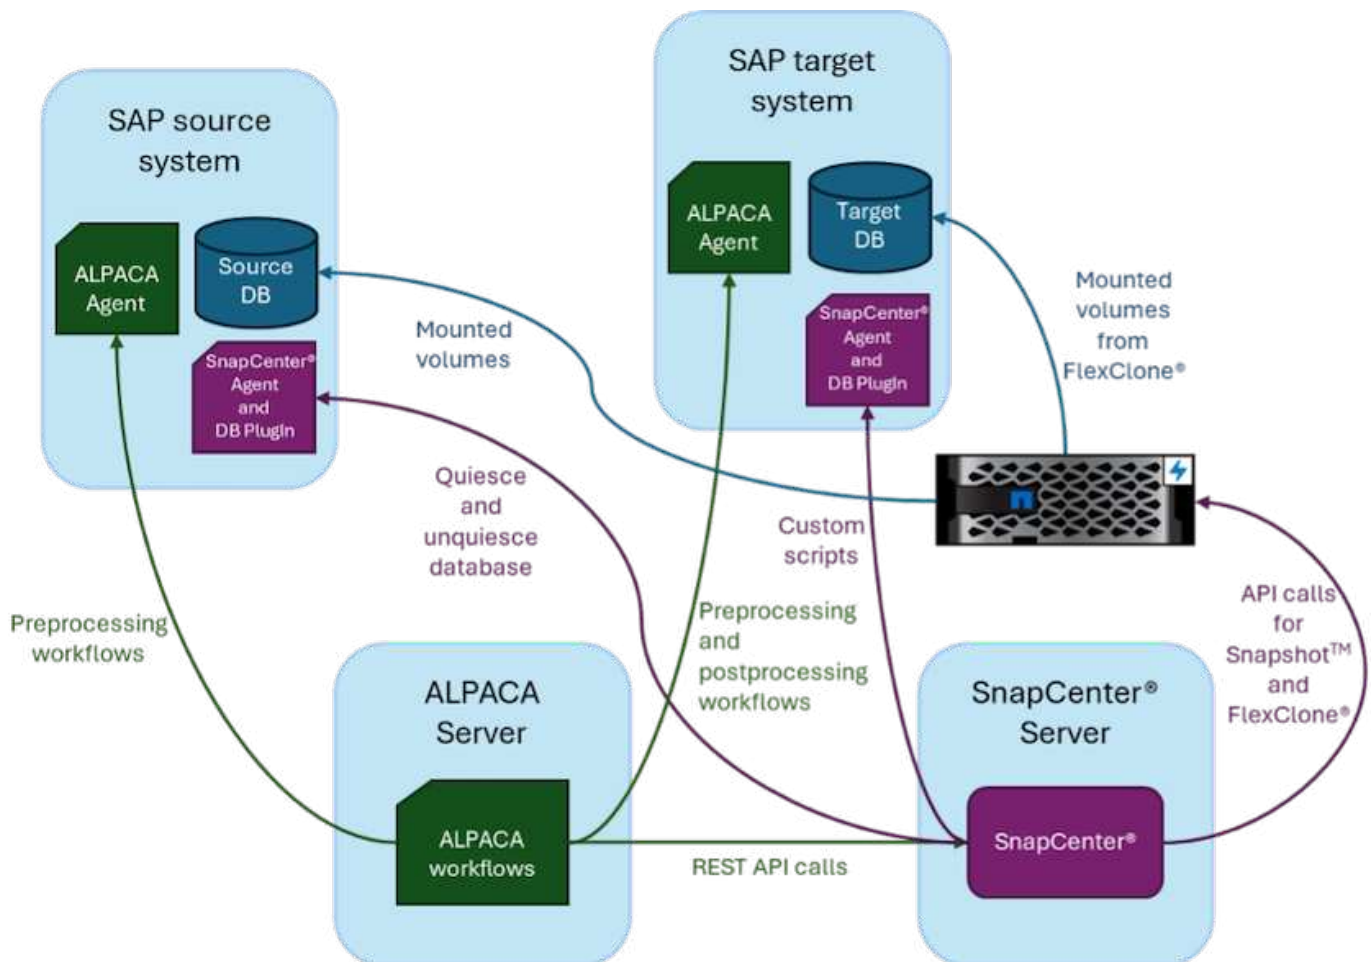 SAP source
system
ALPACA
Agent
Source
DB
SnapCenter®
Agent
and
DB PlugIn
SAP target
system
ALPACA
Agent
Target
DB
SnapCenter®
Agent
and
DB PlugIn
Mounted
volumes
Mounted
volumes
from
FlexClone®
Quiesce
and
unquiesce
database
Custom
scripts
Preprocessing
workflows
Preprocessing
and
postprocessing
workflows
API calls
for
Snapshot™
and
FlexClone®
ALPACA
Server
ALPACA
workflows
REST API calls
SnapCenter®
Server
SnapCenter®